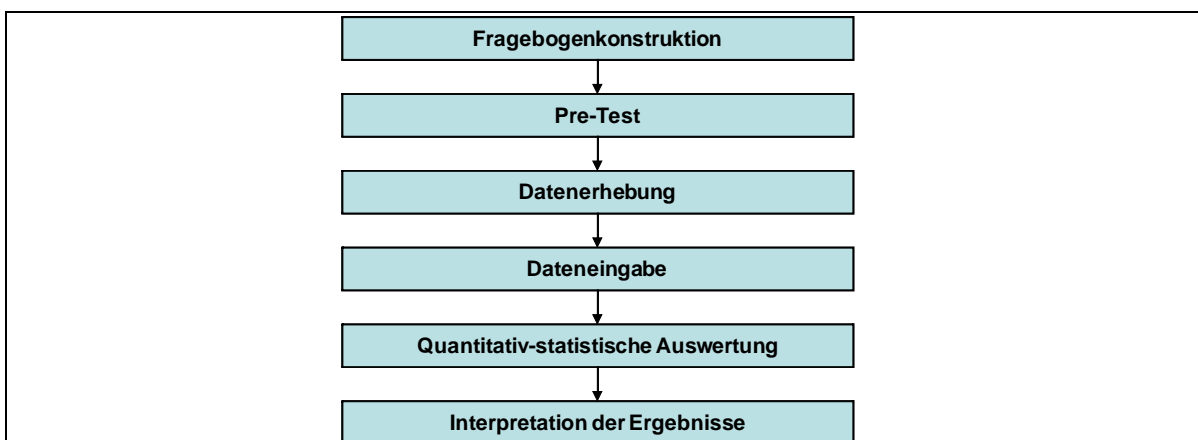 Fragebogenkonstruktion
Pre-Test
Datenerhebung
Dateneingabe
Quantitativ-statistische Auswertung
Interpretation der Ergebnisse